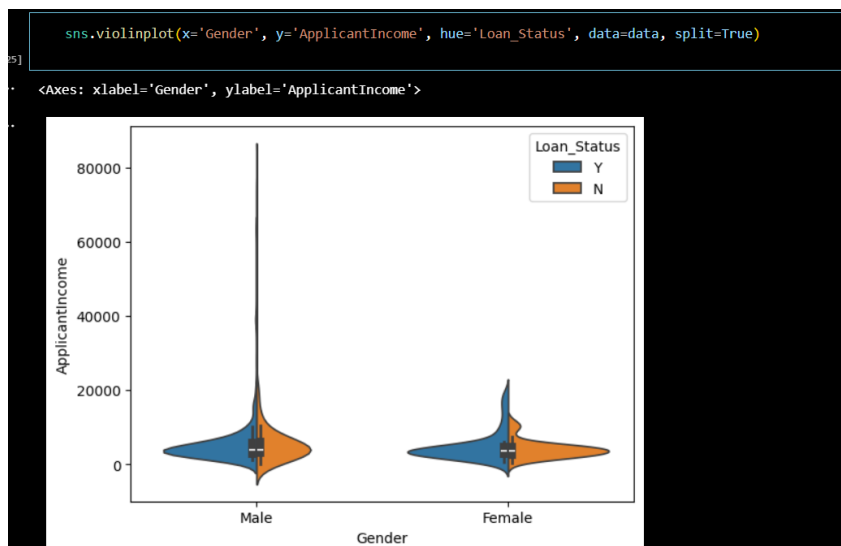 sns.violinplot(x='Gender', y='ApplicantIncome', hue='Loan_Status', data=data, split=True)
25]
<Axes: xlabel='Gender', ylabel='ApplicantIncome'>
Loan_Status
Y
N
80000
60000
40000
20000
0
ApplicantIncome
Male Female
Gender